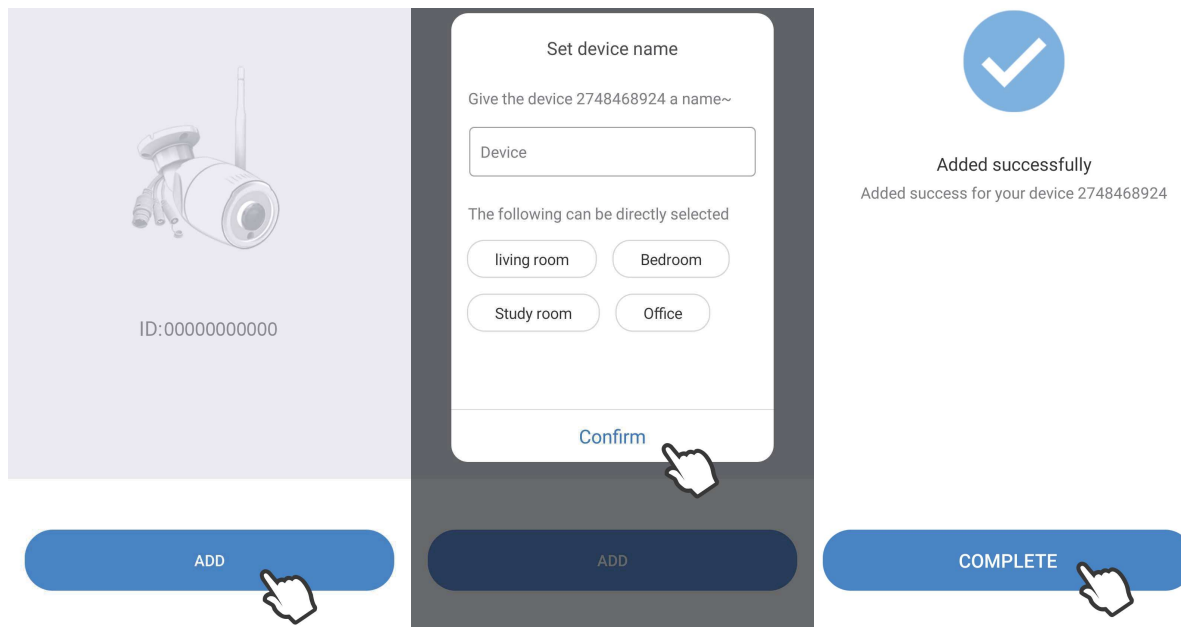 ID:00000000000
ADD
Set device name
Give the device 2748468924 a name~
Device
The following can be directly selected
living room
Bedroom
Study room
Office
Confirm
ADD
Added successfully
Added success for your device 2748468924
COMPLETE